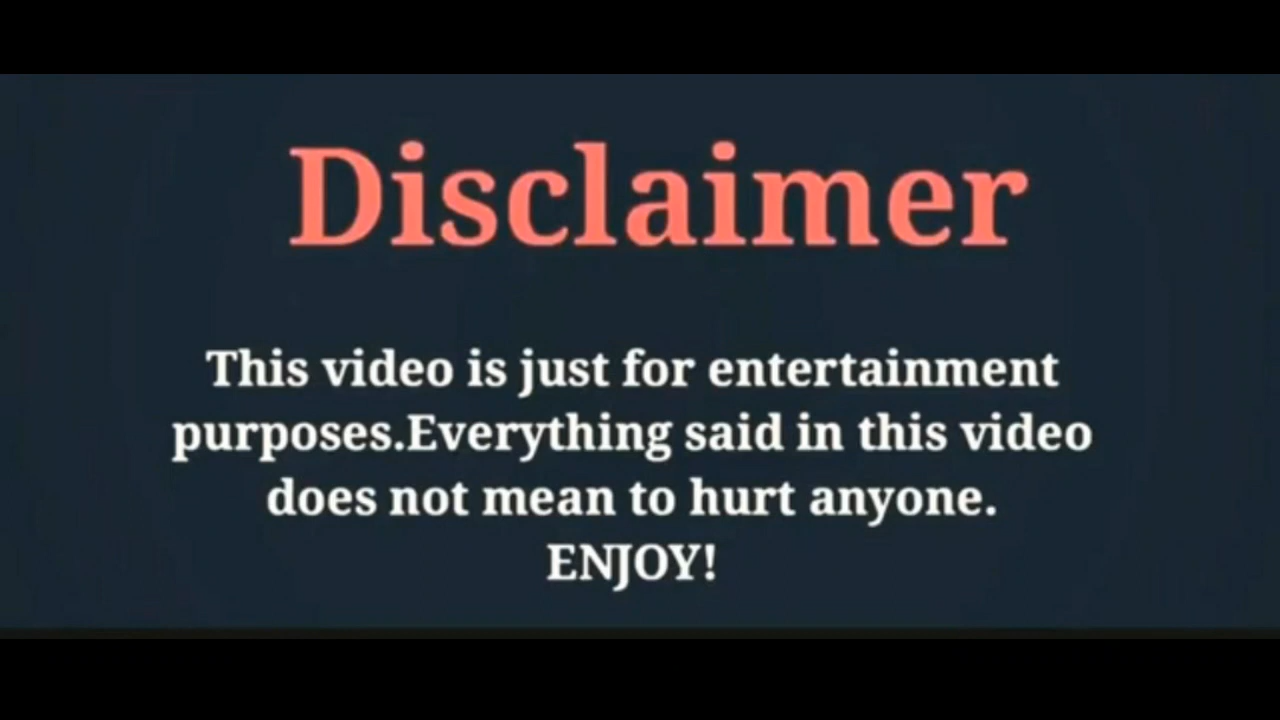 Disclaimer
This video is just for entertainment
purposes.Everything said in this video
does not mean to hurt anyone.
ENJOY!